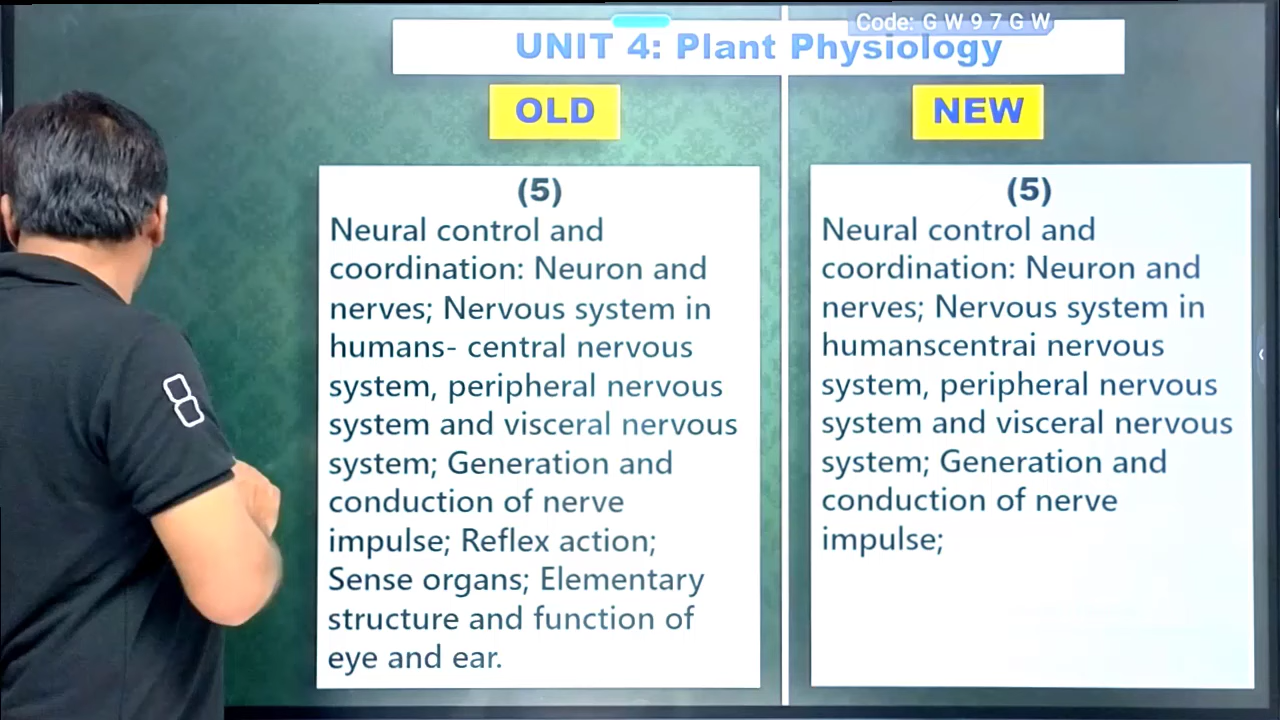 Code: G W 9 7 G W
UNIT 4: Plant Physiology
OLD
(5)
Neural control and
coordination: Neuron and
nerves; Nervous system in
humans- central nervous
system, peripheral nervous
system and visceral nervous
system; Generation and
conduction of nerve
impulse; Reflex action;
Sense organs; Elementary
structure and function of
eye and ear.
NEW
(5)
Neural control and
coordination: Neuron and
nerves; Nervous system in
humanscentrai nervous
system, peripheral nervous
system and visceral nervous
system; Generation and
conduction of nerve
impulse;